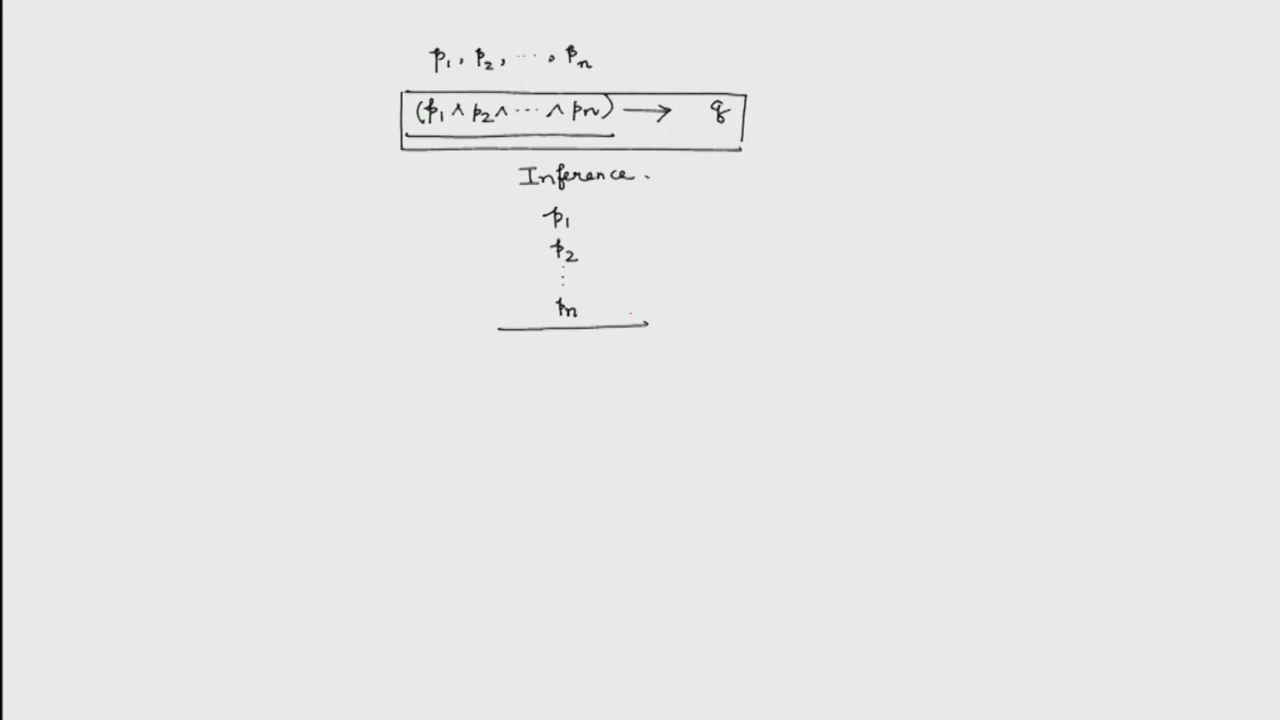 p₁, p₂, ..., pₙ
(p₁ ∧ p₂ ∧ ... ∧ pₙ) → q
Inference.
p₁
p₂
⋮
pₙ